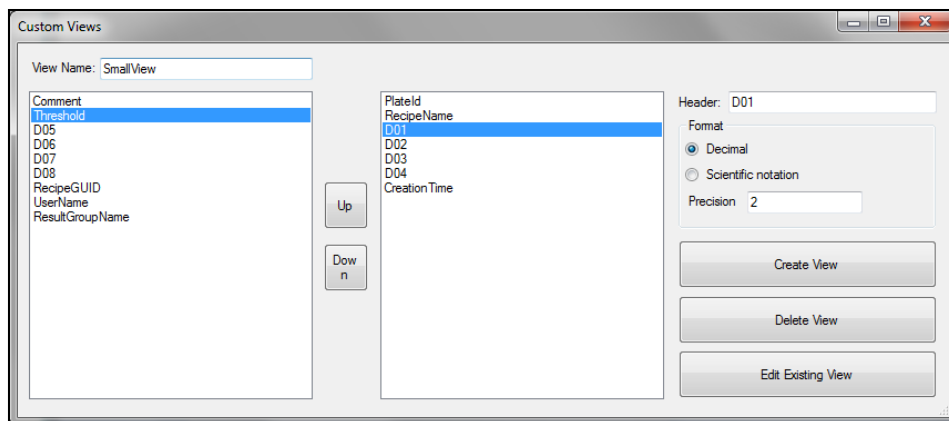 Custom Views
View Name: SmallView
Comment
Threshold
D05
D06
D07
D08
RecipeGUID
UserName
ResultGroupName
Up
Dow
n
PlateId
RecipeName
D01
D02
D03
D04
CreationTime
Header: D01
Format
Decimal
Scientific notation
Precision 2
Create View
Delete View
Edit Existing View